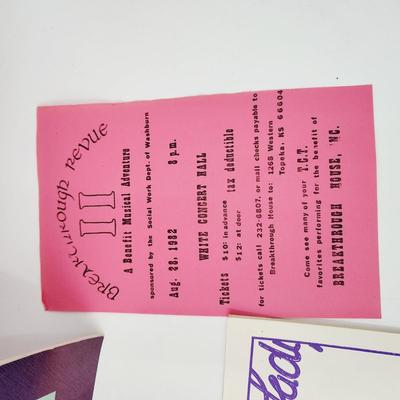 BREAKTHROUGH REVUE
II
A Benefit Musical Adventure
sponsored by the Social Work Dept. of Washburn
Aug. 28, 1982 8 p.m.
WHITE CONCERT HALL
Tickets $10: in advance tax deductible
$12: at door
for tickets call 232-6807, or mail checks payable to
Breakthrough House to: 1268 Western
Topeka, KS 66604
Come see many of your T.C.T.
favorites performing for the benefit of
BREAKTHROUGH HOUSE, INC.
Lady